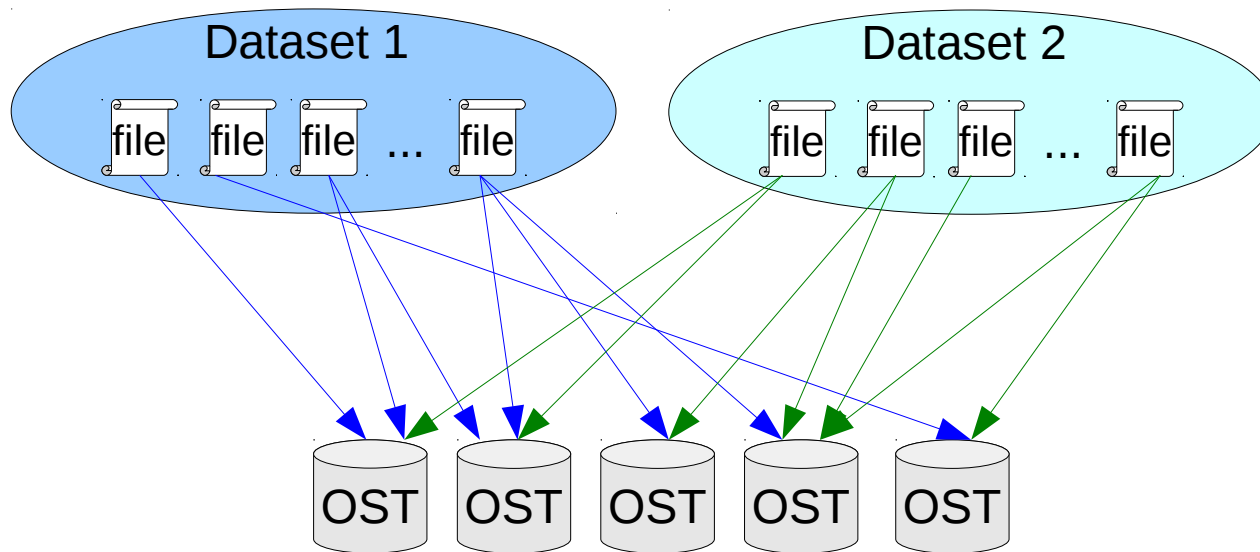 Dataset 1
Dataset 2
file file file ... file
file file file ... file
OST OST OST OST OST